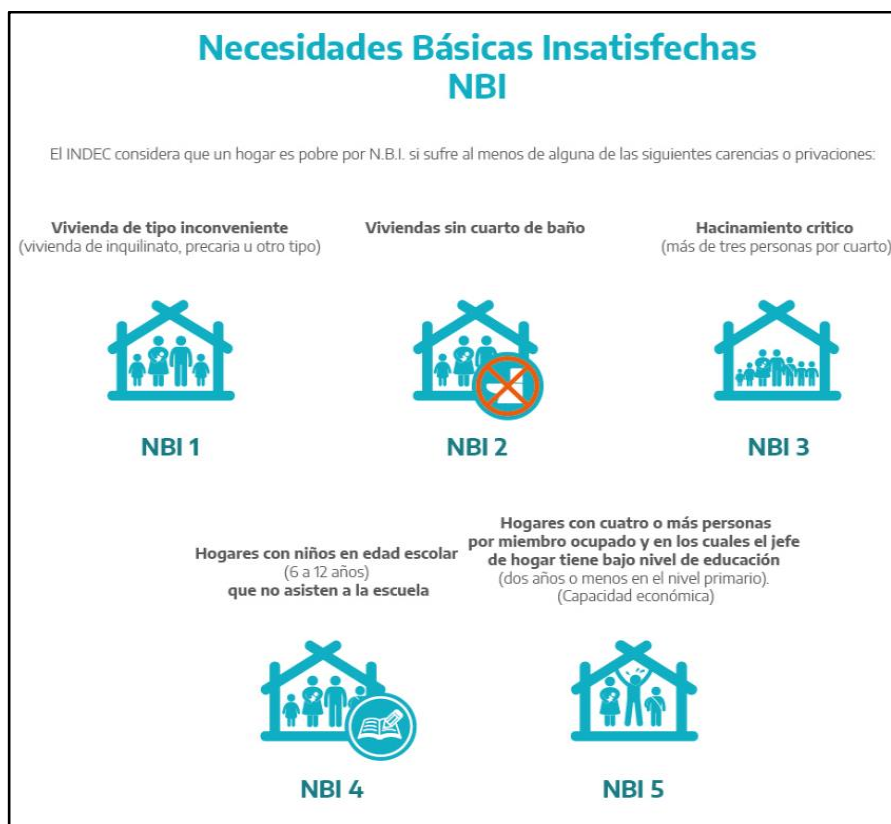 Necesidades Básicas Insatisfechas
NBI
El INDEC considera que un hogar es pobre por N.B.I. si sufre al menos de alguna de las siguientes carencias o privaciones:
Vivienda de tipo inconveniente
(vivienda de inquilinato, precaria u otro tipo)
NBI 1
Viviendas sin cuarto de baño
NBI 2
Hacinamiento critico
(más de tres personas por cuarto)
NBI 3
Hogares con niños en edad escolar
(6 a 12 años)
que no asisten a la escuela
NBI 4
Hogares con cuatro o más personas
por miembro ocupado y en los cuales el jefe
de hogar tiene bajo nivel de educación
(dos años o menos en el nivel primario).
(Capacidad económica)
NBI 5